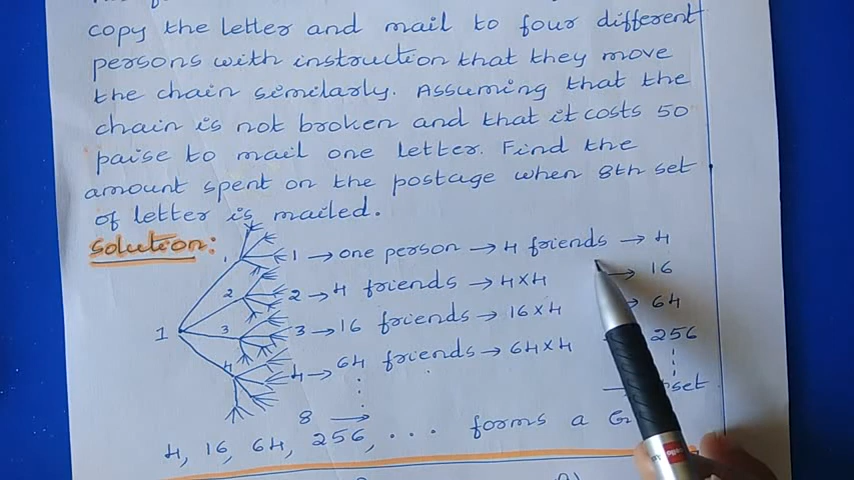 copy the letter and mail to four different
persons with instruction that they move
the chain similarly. Assuming that the
chain is not broken and that it costs 50
paise to mail one letter. Find the
amount spent on the postage when 8th set
of letter is mailed.
Solution:
1 → one person → 4 friends → 4
2 → 4 friends → 4×4 → 16
3 → 16 friends → 16×4 → 64
4 → 64 friends → 64×4 256
8 →
1
1
2
3
4
4, 16, 64, 256, ... forms a G